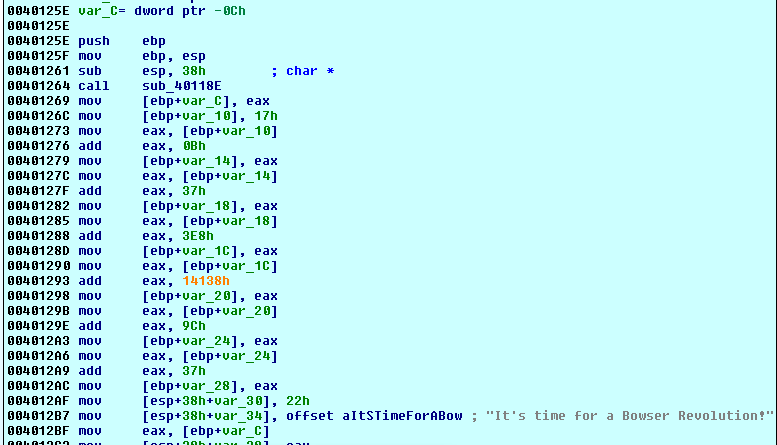 0040125E var_C= dword ptr -0Ch
0040125E
0040125E push    ebp
0040125F mov     ebp, esp
00401261 sub     esp, 38h        ; char *
00401264 call    sub_40118E
00401269 mov     [ebp+var_C], eax
0040126C mov     [ebp+var_10], 17h
00401273 mov     eax, [ebp+var_10]
00401276 add     eax, 0Bh
00401279 mov     [ebp+var_14], eax
0040127C mov     eax, [ebp+var_14]
0040127F add     eax, 37h
00401282 mov     [ebp+var_18], eax
00401285 mov     eax, [ebp+var_18]
00401288 add     eax, 3E8h
0040128D mov     [ebp+var_1C], eax
00401290 mov     eax, [ebp+var_1C]
00401293 add     eax, 14138h
00401298 mov     [ebp+var_20], eax
0040129B mov     eax, [ebp+var_20]
0040129E add     eax, 9Ch
004012A3 mov     [ebp+var_24], eax
004012A6 mov     eax, [ebp+var_24]
004012A9 add     eax, 37h
004012AC mov     [ebp+var_28], eax
004012AF mov     [esp+38h+var_30], 22h
004012B7 mov     [esp+38h+var_34], offset aItSTimeForABow ; "It's time for a Bowser Revolution!"
004012BF mov     eax, [ebp+var_C]